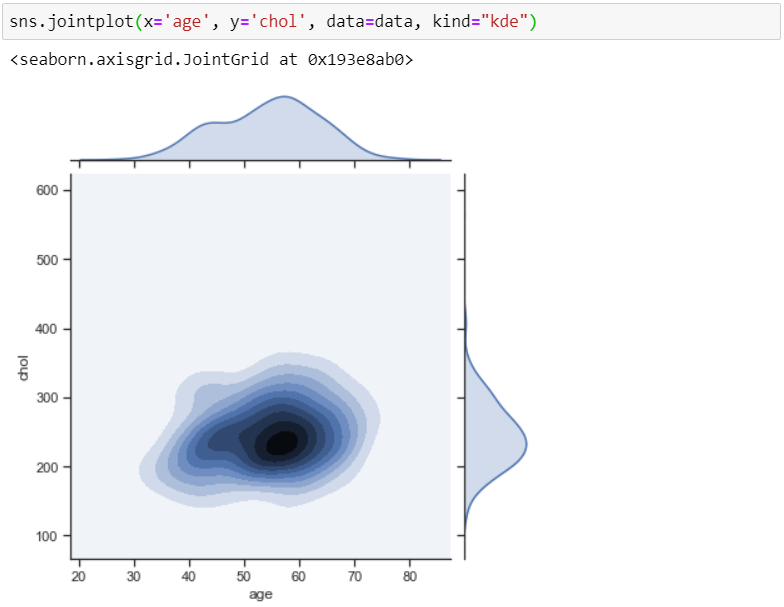 sns.jointplot(x='age', y='chol', data=data, kind="kde")
<seaborn.axisgrid.JointGrid at 0x193e8ab0>
600
500
400
300
200
100
chol
20 30 40 50 60 70 80
age